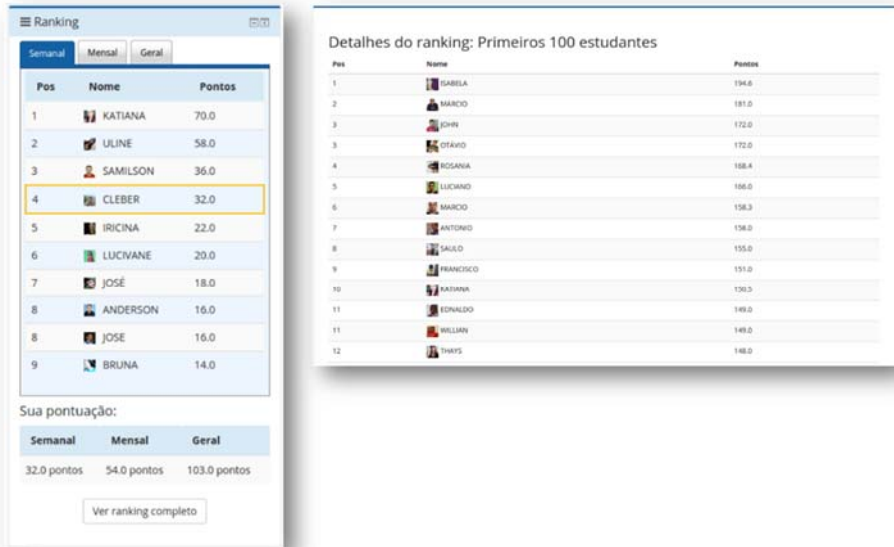 Ranking
Semanal Mensal Geral
Pos Nome Pontos
1 KATIANA 70.0
2 ULINE 58.0
3 SAMILSON 36.0
4 CLEBER 32.0
5 IRICINA 22.0
6 LUCIVANE 20.0
7 JOSÉ 18.0
8 ANDERSON 16.0
8 JOSE 16.0
9 BRUNA 14.0
Sua pontuação:
Semanal Mensal Geral
32.0 pontos 54.0 pontos 103.0 pontos
Ver ranking completo
Detalhes do ranking: Primeiros 100 estudantes
Pos Nome Pontos
1 ISABELA 194.6
2 MARCIO 181.0
3 JOHN 172.0
3 OTÁVIO 172.0
4 ROSANIA 168.4
5 LUCIANO 166.0
6 MARCIO 158.3
7 ANTONIO 156.0
8 SAULO 155.0
9 FRANCISCO 151.0
10 KATIANA 150.5
11 EDNALDO 149.0
11 WILLIAN 149.0
12 THAYS 148.0